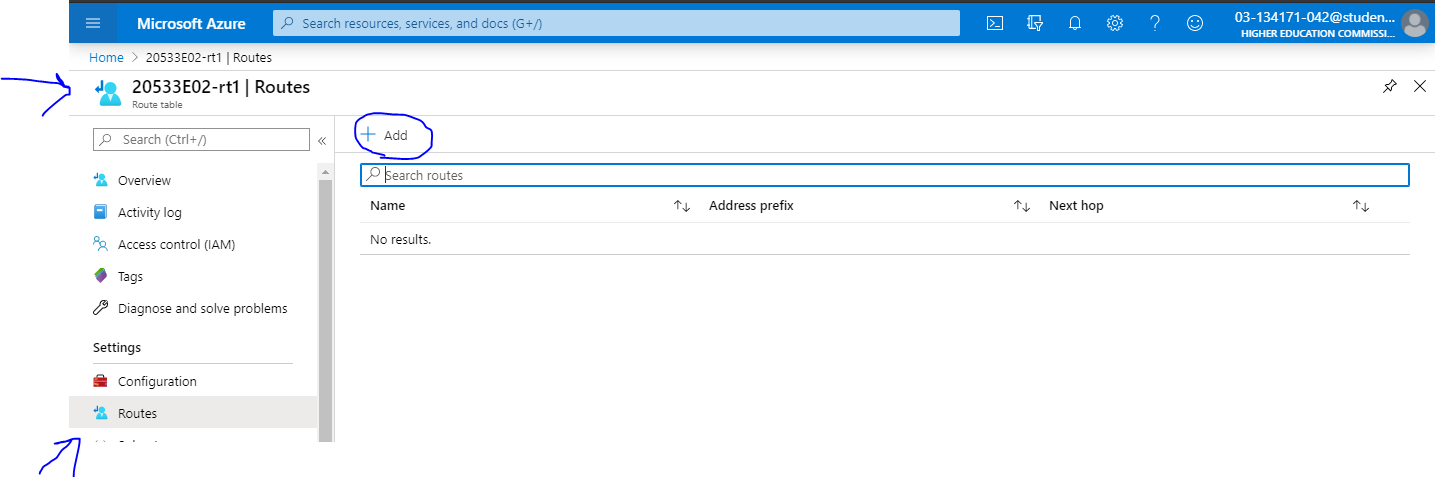 Microsoft Azure
Search resources, services, and docs (G+/)
03-134171-042@studen...
HIGHER EDUCATION COMMISSI...
Home > 20533E02-rt1 | Routes
20533E02-rt1 | Routes
Route table
Search (Ctrl+/)
«
+ Add
Search routes
Overview
Activity log
Access control (IAM)
Tags
Diagnose and solve problems
Name
Address prefix
Next hop
No results.
Settings
Configuration
Routes